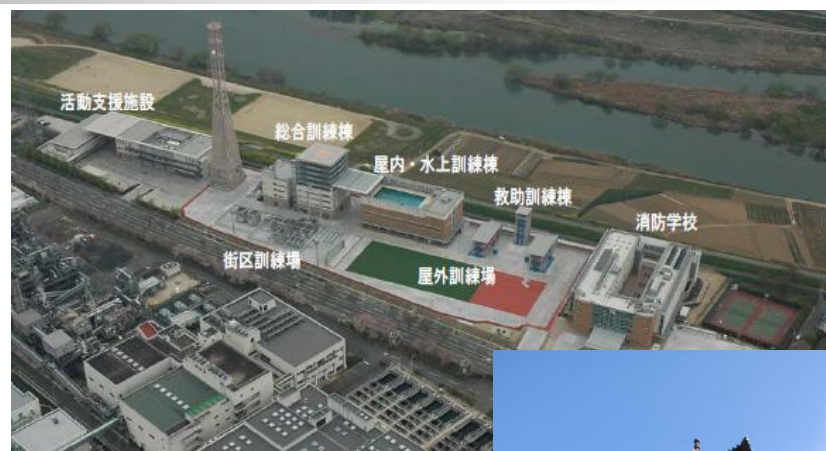 活動支援施設
総合訓練棟
屋内・水上訓練棟
救助訓練棟
消防学校
街区訓練場
屋外訓練場